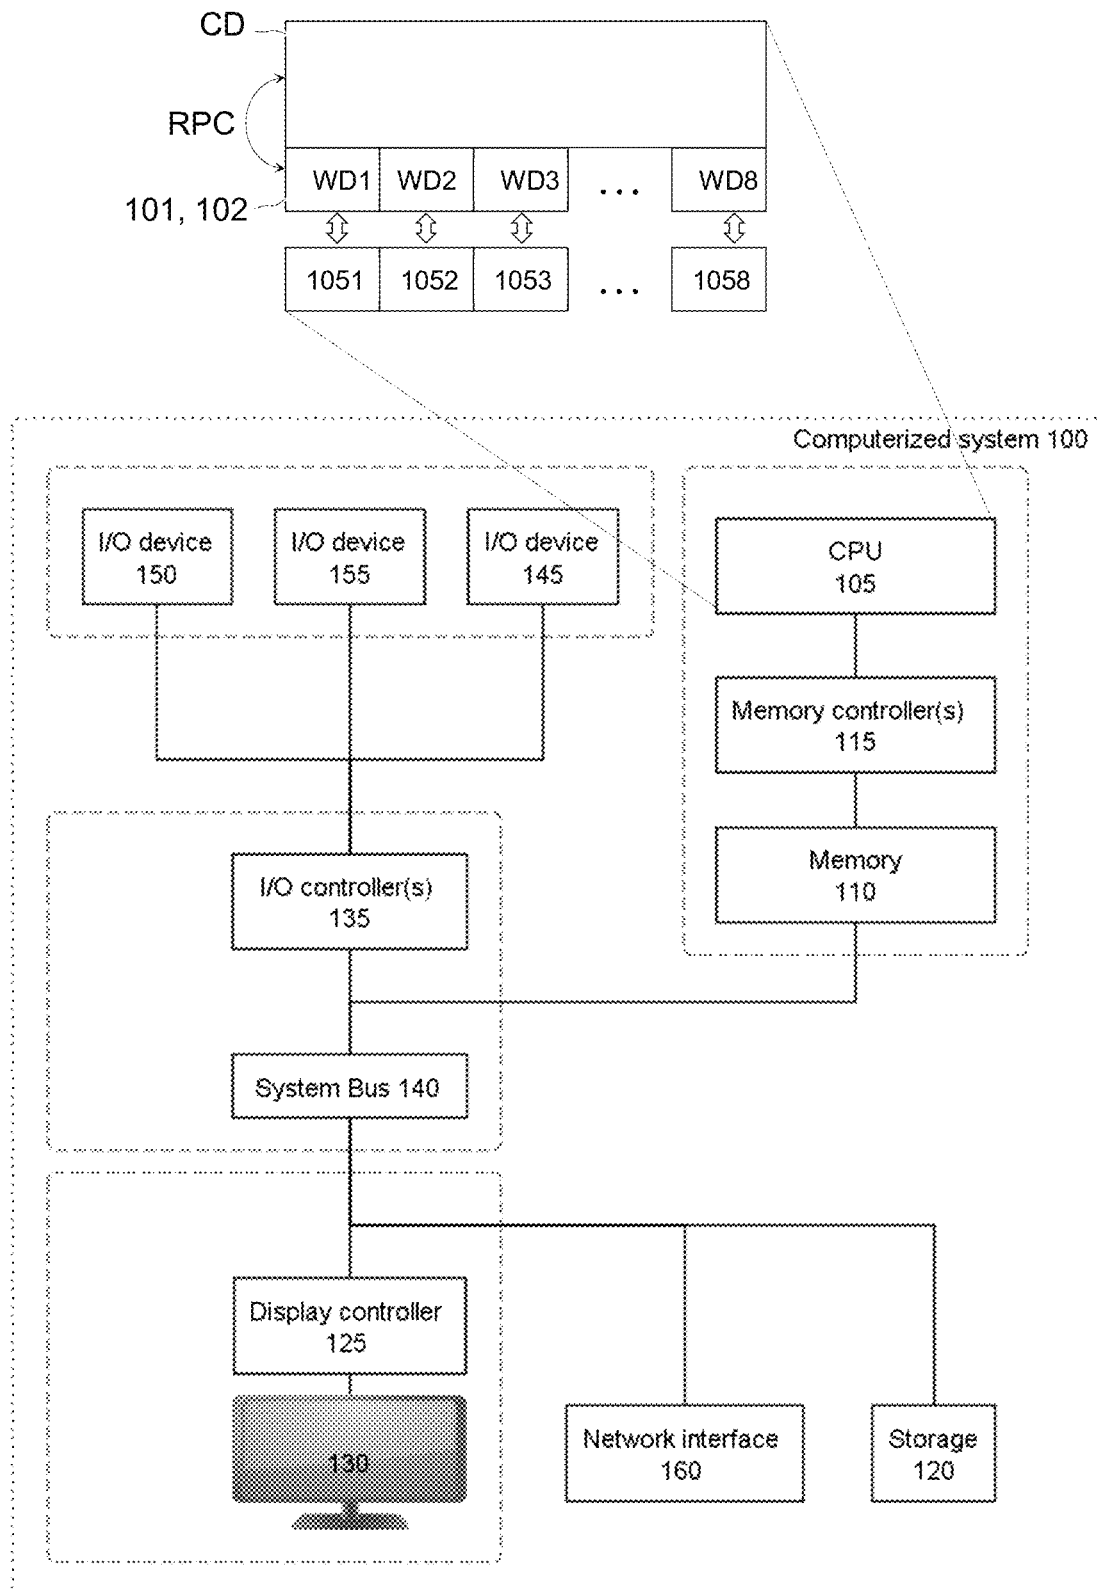 CD
RPC
WD1 WD2 WD3 ... WD8
101, 102
1051 1052 1053 ... 1058
Computerized system 100
I/O device
150
I/O device
155
I/O device
145
CPU
105
Memory controller(s)
115
Memory
110
I/O controller(s)
135
System Bus 140
Display controller
125
130
Network interface
160
Storage
120